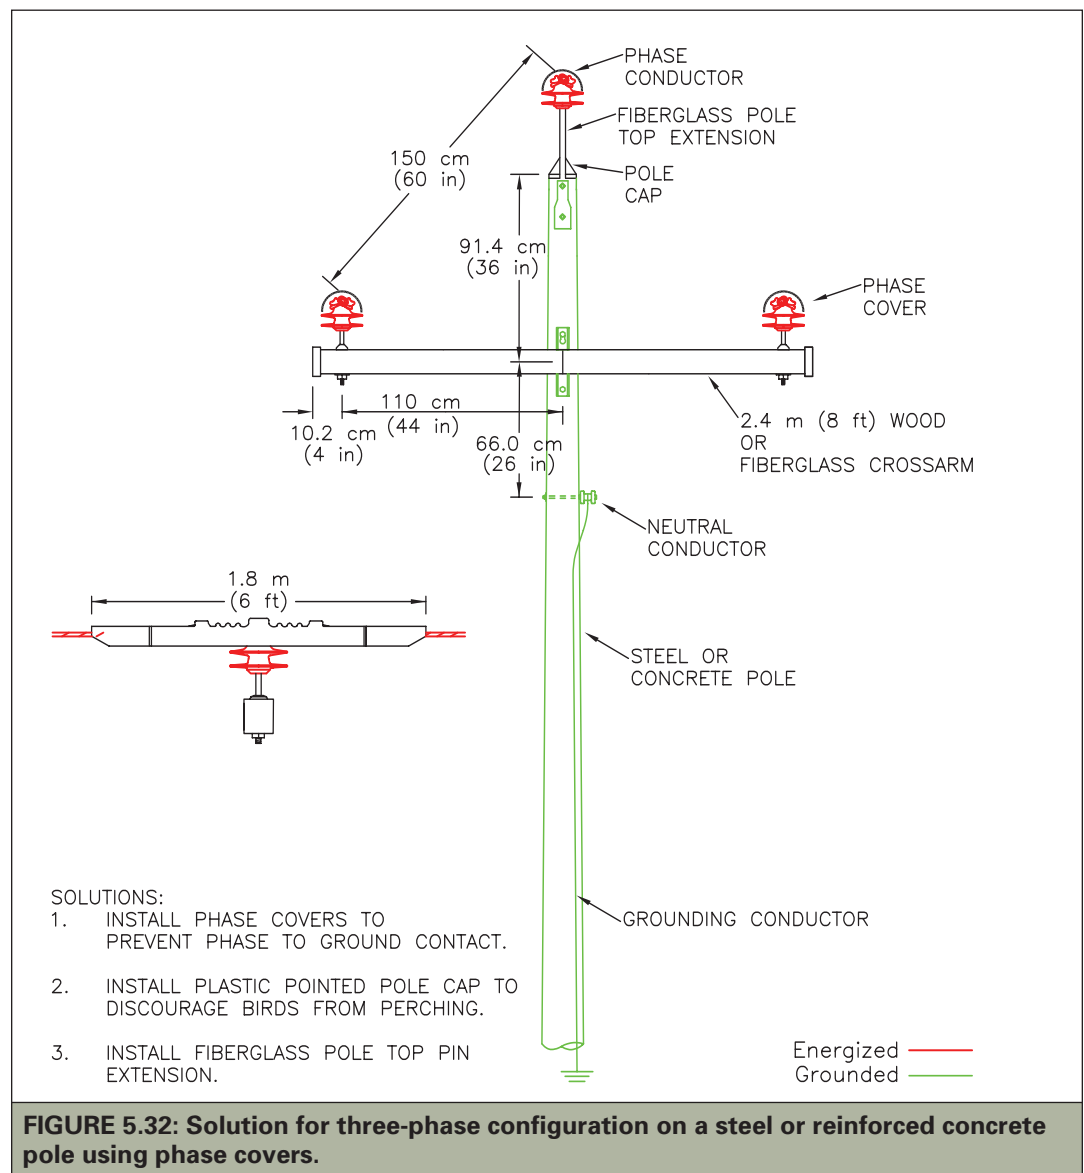 PHASE
CONDUCTOR
FIBERGLASS POLE
TOP EXTENSION
150 cm
(60 in)
POLE
CAP
91.4 cm
(36 in)
PHASE
COVER
110 cm
(44 in)
10.2 cm
(4 in)
66.0 cm
(26 in)
2.4 m (8 ft) WOOD
OR
FIBERGLASS CROSSARM
NEUTRAL
CONDUCTOR
1.8 m
(6 ft)
STEEL OR
CONCRETE POLE
SOLUTIONS:
1. INSTALL PHASE COVERS TO
PREVENT PHASE TO GROUND CONTACT.
2. INSTALL PLASTIC POINTED POLE CAP TO
DISCOURAGE BIRDS FROM PERCHING.
3. INSTALL FIBERGLASS POLE TOP PIN
EXTENSION.
GROUNDING CONDUCTOR
Energized
Grounded
FIGURE 5.32: Solution for three-phase configuration on a steel or reinforced concrete
pole using phase covers.